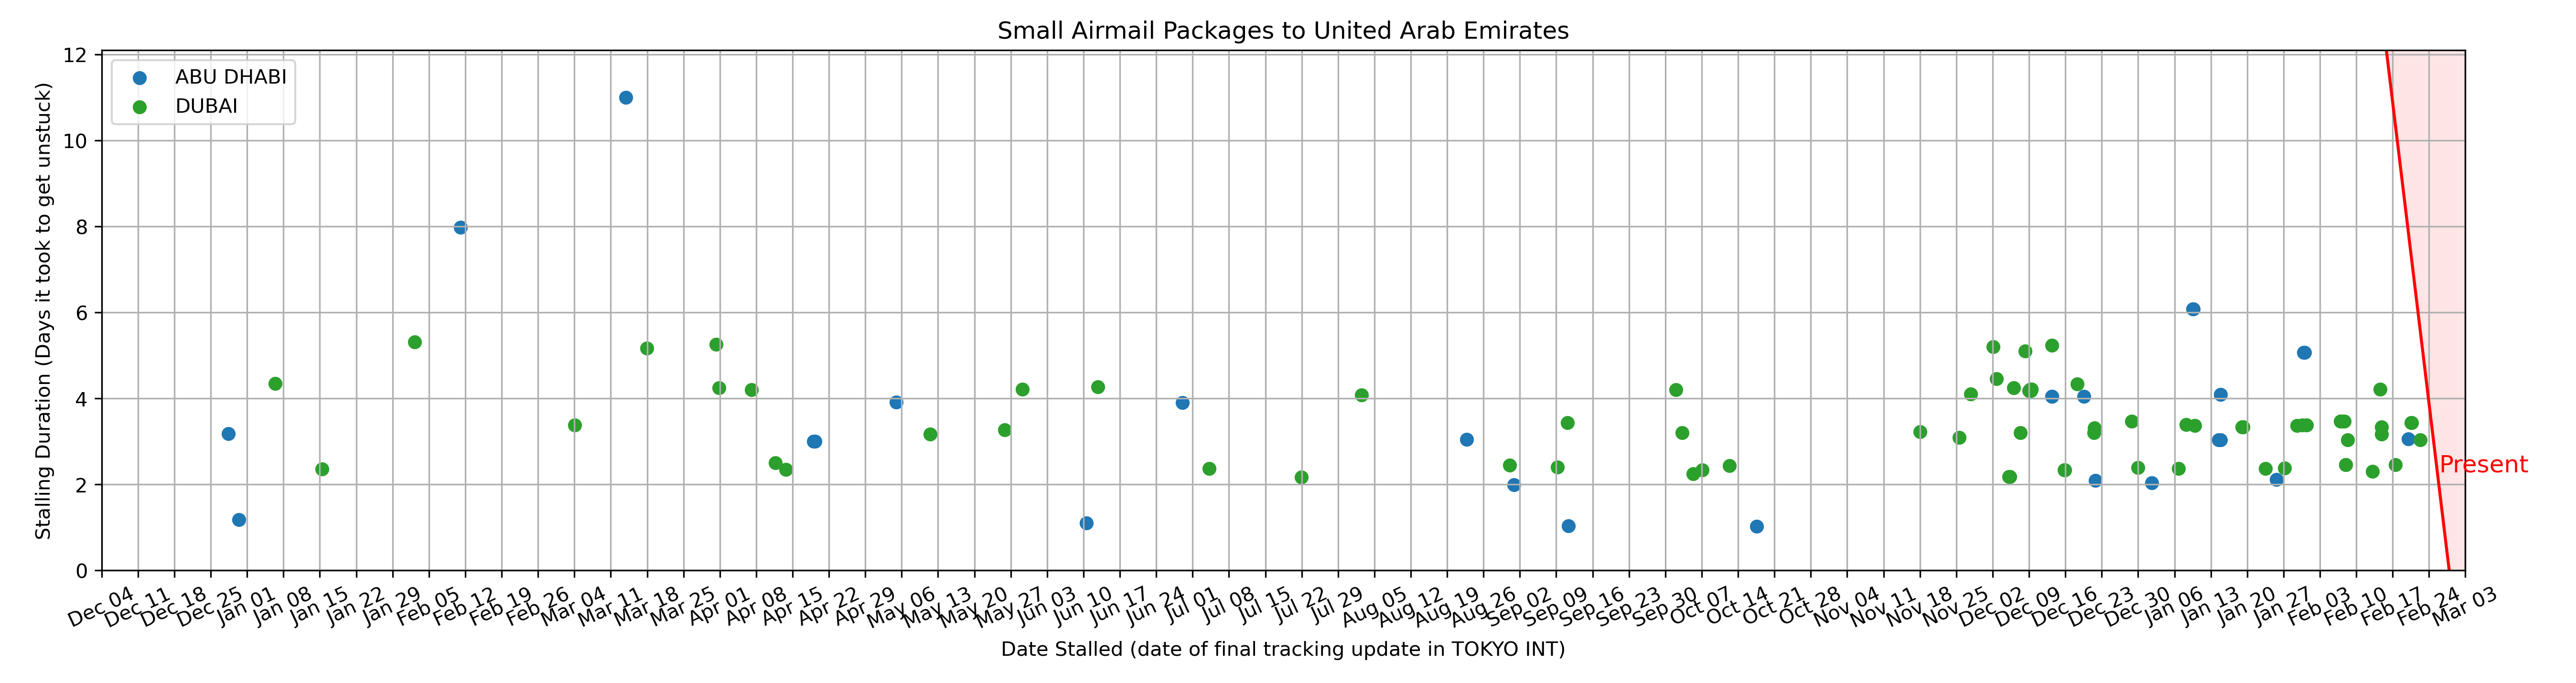 Small Airmail Packages to United Arab Emirates
ABU DHABI
DUBAI
Stalling Duration (Days it took to get unstuck)
12
10
8
6
4
2
0
Present
Dec 04 Dec 11 Dec 18 Dec 25 Jan 01 Jan 08 Jan 15 Jan 22 Jan 29 Feb 05 Feb 12 Feb 19 Feb 26 Mar 04 Mar 11 Mar 18 Mar 25 Apr 01 Apr 08 Apr 15 Apr 22 Apr 29 May 06 May 13 May 20 May 27 Jun 03 Jun 10 Jun 17 Jun 24 Jul 01 Jul 08 Jul 15 Jul 22 Jul 29 Aug 05 Aug 12 Aug 19 Aug 26 Sep 02 Sep 09 Sep 16 Sep 23 Sep 30 Oct 07 Oct 14 Oct 21 Oct 28 Nov 04 Nov 11 Nov 18 Nov 25 Dec 02 Dec 09 Dec 16 Dec 23 Dec 30 Jan 06 Jan 13 Jan 20 Jan 27 Feb 03 Feb 10 Feb 17 Feb 24 Mar 03
Date Stalled (date of final tracking update in TOKYO INT)